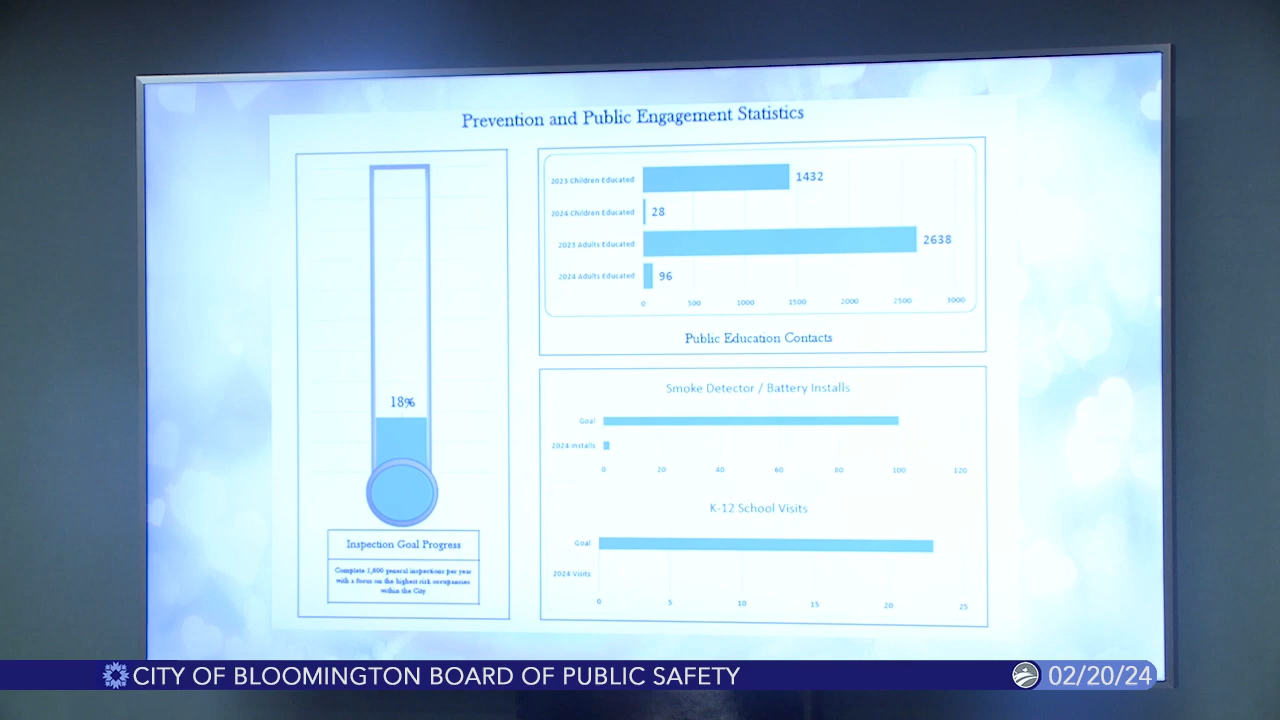 Prevention and Public Engagement Statistics
18%
Inspection Goal Progress
Complete 1,800 general inspections per year
with a focus on the highest risk occupancies
within the City
2023 Children Educated 1432
2024 Children Educated 28
2023 Adults Educated 2638
2024 Adults Educated 96
0 500 1000 1500 2000 2500 3000
Public Education Contacts
Smoke Detector / Battery Installs
Goal
2024 Installs
0 20 40 60 80 100 120
K-12 School Visits
Goal
2024 Visits
0 5 10 15 20 25
CITY OF BLOOMINGTON BOARD OF PUBLIC SAFETY 02/20/24